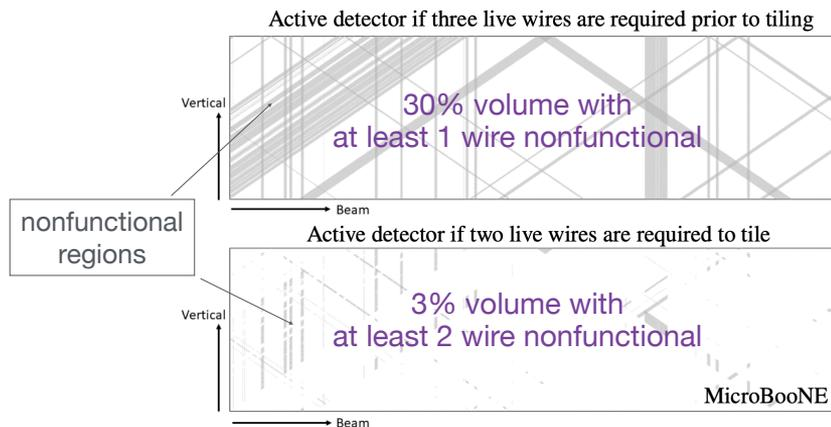 Active detector if three live wires are required prior to tiling
Vertical
30% volume with
at least 1 wire nonfunctional
Beam
nonfunctional
regions
Active detector if two live wires are required to tile
Vertical
3% volume with
at least 2 wire nonfunctional
MicroBooNE
Beam